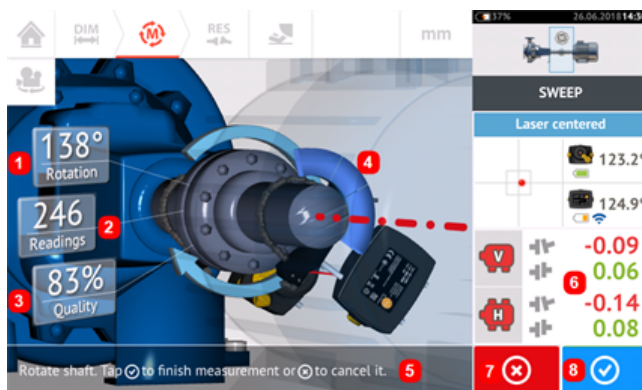 37% 26.06.2018 14:3
DIM M RES mm
SWEEP
Laser centered
1 138°
Rotation
2 246
Readings
3 83%
Quality
4
123.2°
124.9°
V -0.09
0.06
6
H -0.14
0.08
Rotate shaft. Tap to finish measurement or to cancel it. 5
7 8